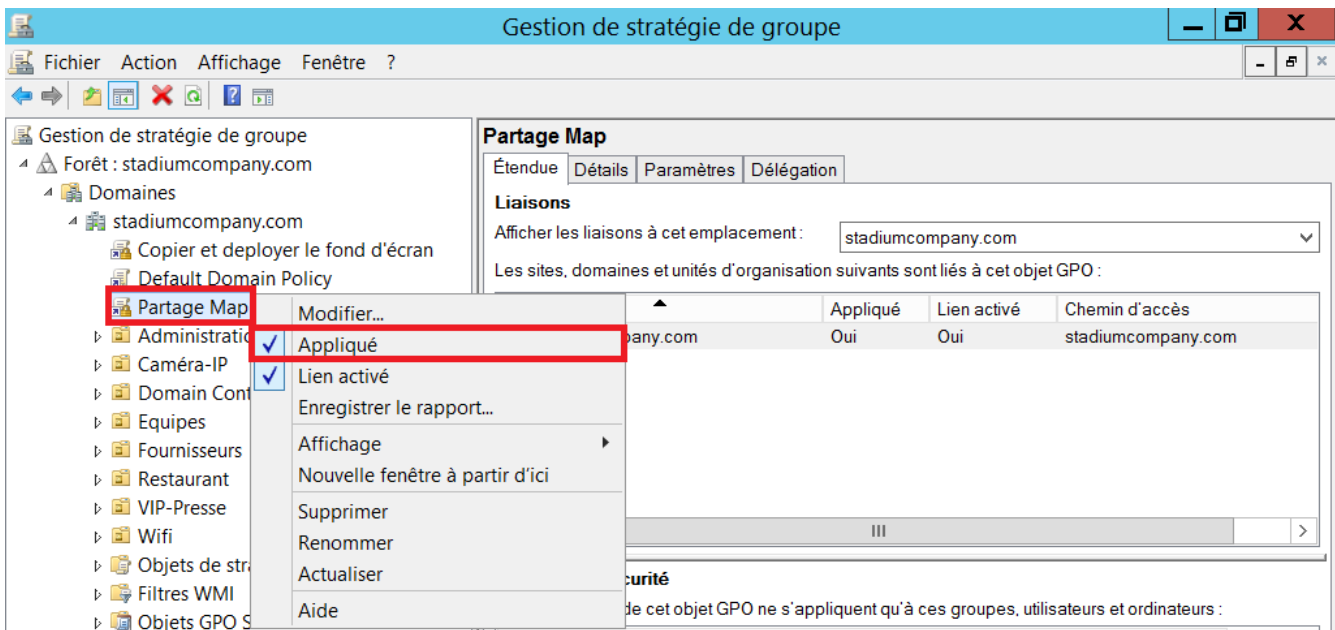 Gestion de stratégie de groupe
Fichier Action Affichage Fenêtre ?
Gestion de stratégie de groupe
Forêt : stadiumcompany.com
Domaines
stadiumcompany.com
Copier et deployer le fond d'écran
Default Domain Policy
Partage Map
Administratio
Caméra-IP
Domain Cont
Equipes
Fournisseurs
Restaurant
VIP-Presse
Wifi
Objets de stra
Filtres WMI
Objets GPO S
Modifier...
Appliqué
Lien activé
Enregistrer le rapport...
Affichage
Nouvelle fenêtre à partir d'ici
Supprimer
Renommer
Actualiser
Aide
Partage Map
Étendue Détails Paramètres Délégation
Liaisons
Afficher les liaisons à cet emplacement : stadiumcompany.com
Les sites, domaines et unités d'organisation suivants sont liés à cet objet GPO :
Appliqué Lien activé Chemin d'accès
pany.com Oui Oui stadiumcompany.com
curité
de cet objet GPO ne s'appliquent qu'à ces groupes, utilisateurs et ordinateurs :